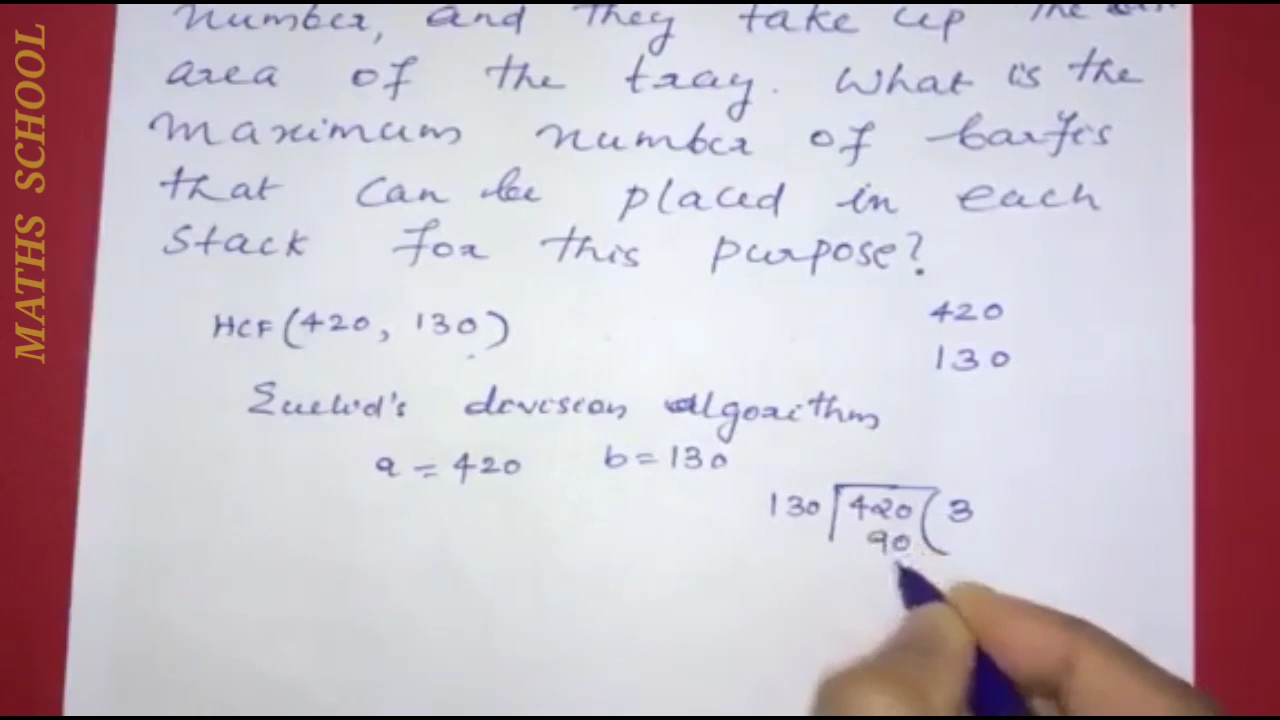 MATHS SCHOOL
number, and they take up the
area of the tray. What is the
maximum number of barfis
that can be placed in each
stack for this purpose?
HCF(420, 130)
420
130
Euclid's division algorithm
a = 420 b = 130
130 420 3
90